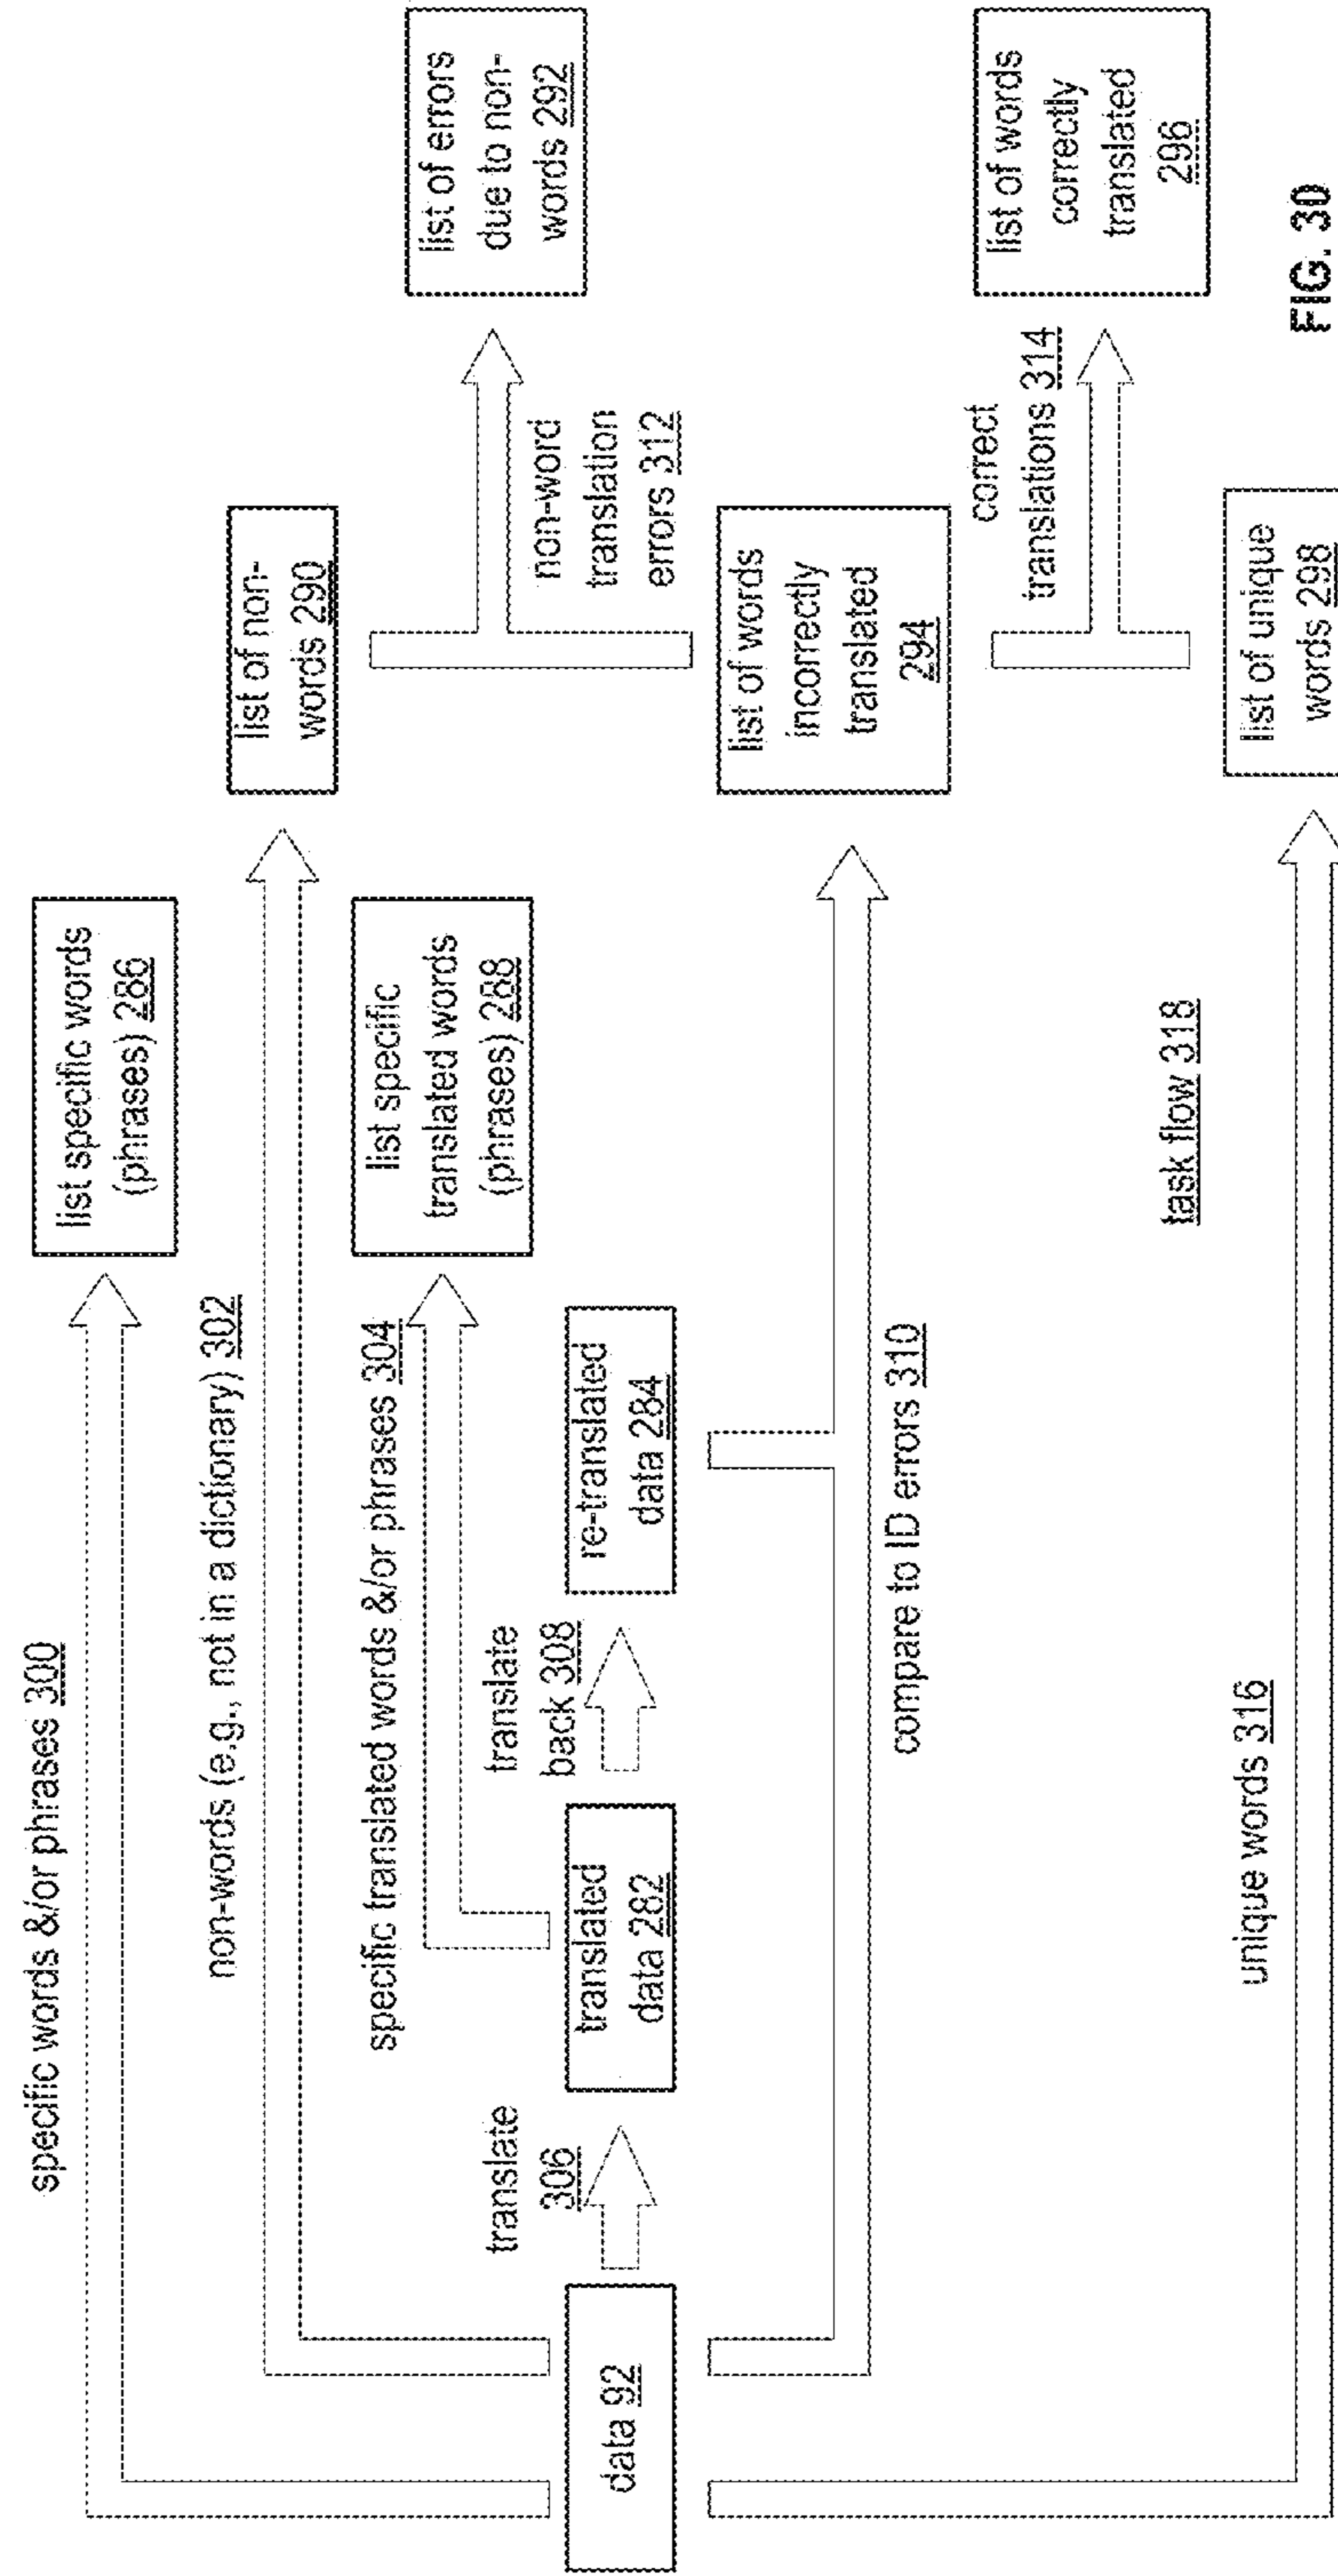 specific words &/or phrases 300
list specific words
(phrases) 286
non-words (e.g., not in a dictionary) 302
list of non-
words 290
specific translated words &/or phrases 304
list specific
translated words
(phrases) 288
list of errors
due to non-
words 292
non-word
translation
errors 312
data 92
translate
306
translated
data 282
translate
back 308
re-translated
data 284
compare to ID errors 310
list of words
incorrectly
translated
294
correct
translations 314
list of words
correctly
translated
296
task flow 318
unique words 316
list of unique
words 298
FIG. 30